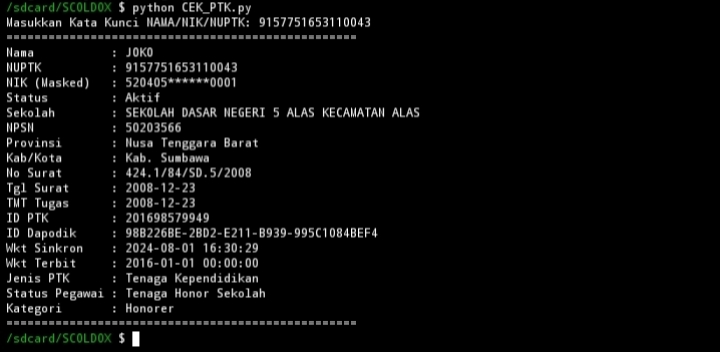 /sdcard/SC0LD0X $ python CEK_PTK.py
Masukkan Kata Kunci NAMA/NIK/NUPTK: 9157751653110043
==================================================
Nama : JOKO
NUPTK : 9157751653110043
NIK (Masked) : 520405******0001
Status : Aktif
Sekolah : SEKOLAH DASAR NEGERI 5 ALAS KECAMATAN ALAS
NPSN : 50203566
Provinsi : Nusa Tenggara Barat
Kab/Kota : Kab. Sumbawa
No Surat : 424.1/84/SD.5/2008
Tgl Surat : 2008-12-23
TMT Tugas : 2008-12-23
ID PTK : 201698579949
ID Dapodik : 98B226BE-2BD2-E211-B939-995C1084BEF4
Wkt Sinkron : 2024-08-01 16:30:29
Wkt Terbit : 2016-01-01 00:00:00
Jenis PTK : Tenaga Kependidikan
Status Pegawai : Tenaga Honor Sekolah
Kategori : Honorer
==================================================
/sdcard/SC0LD0X $